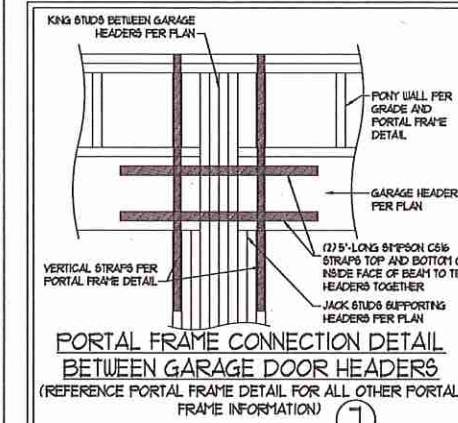 KING STUDS BETWEEN GARAGE
HEADERS PER PLAN
PONY WALL PER
GRADE AND
PORTAL FRAME
DETAIL
GARAGE HEADER
PER PLAN
(2) 5'-LONG SIMPSON CS16
STRAPS TOP AND BOTTOM
INSIDE FACE OF BEAM TO
HEADERS TOGETHER
VERTICAL STRAPS PER
PORTAL FRAME DETAIL
JACK STUDS SUPPORTING
HEADERS PER PLAN
PORTAL FRAME CONNECTION DETAIL
BETWEEN GARAGE DOOR HEADERS
(REFERENCE PORTAL FRAME DETAIL FOR ALL OTHER PORTAL
FRAME INFORMATION)